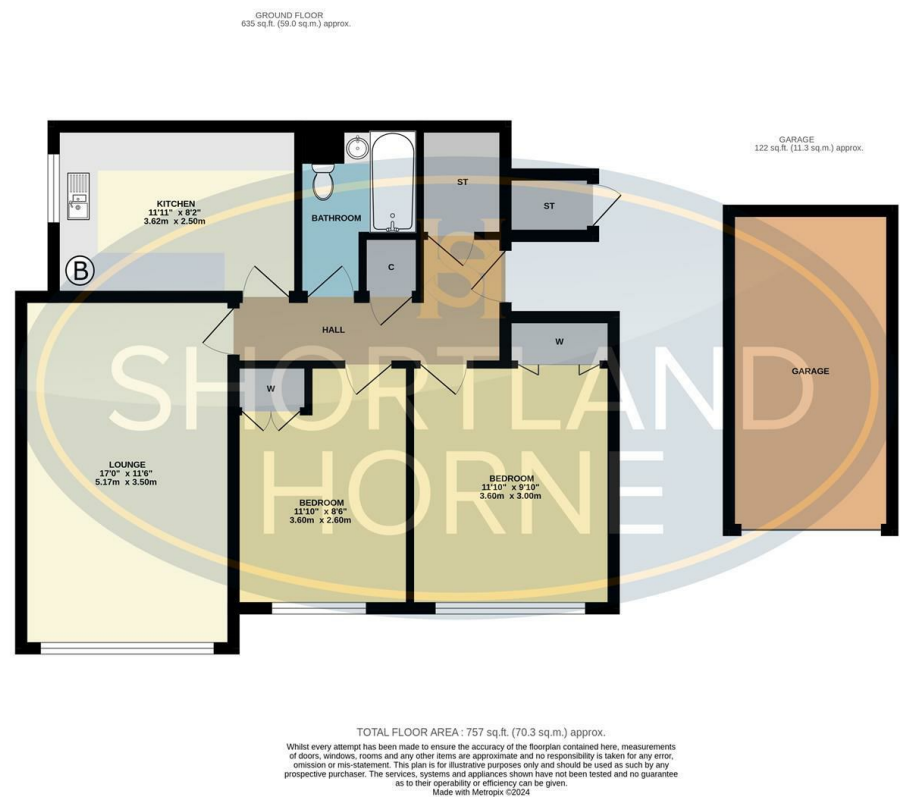 GROUND FLOOR
635 sq.ft. (59.0 sq.m.) approx.
GARAGE
122 sq.ft. (11.3 sq.m.) approx.
KITCHEN
11'11" x 8'2"
3.62m x 2.50m
B
BATHROOM
ST
ST
C
HALL
W
W
LOUNGE
17'0" x 11'6"
5.17m x 3.50m
BEDROOM
11'10" x 8'6"
3.60m x 2.60m
BEDROOM
11'10" x 9'10"
3.60m x 3.00m
GARAGE
SH
SHORTLAND
HORNE
TOTAL FLOOR AREA : 757 sq.ft. (70.3 sq.m.) approx.
Whilst every attempt has been made to ensure the accuracy of the floorplan contained here, measurements
of doors, windows, rooms and any other items are approximate and no responsibility is taken for any error,
omission or mis-statement. This plan is for illustrative purposes only and should be used as such by any
prospective purchaser. The services, systems and appliances shown have not been tested and no guarantee
as to their operability or efficiency can be given.
Made with Metropix ©2024